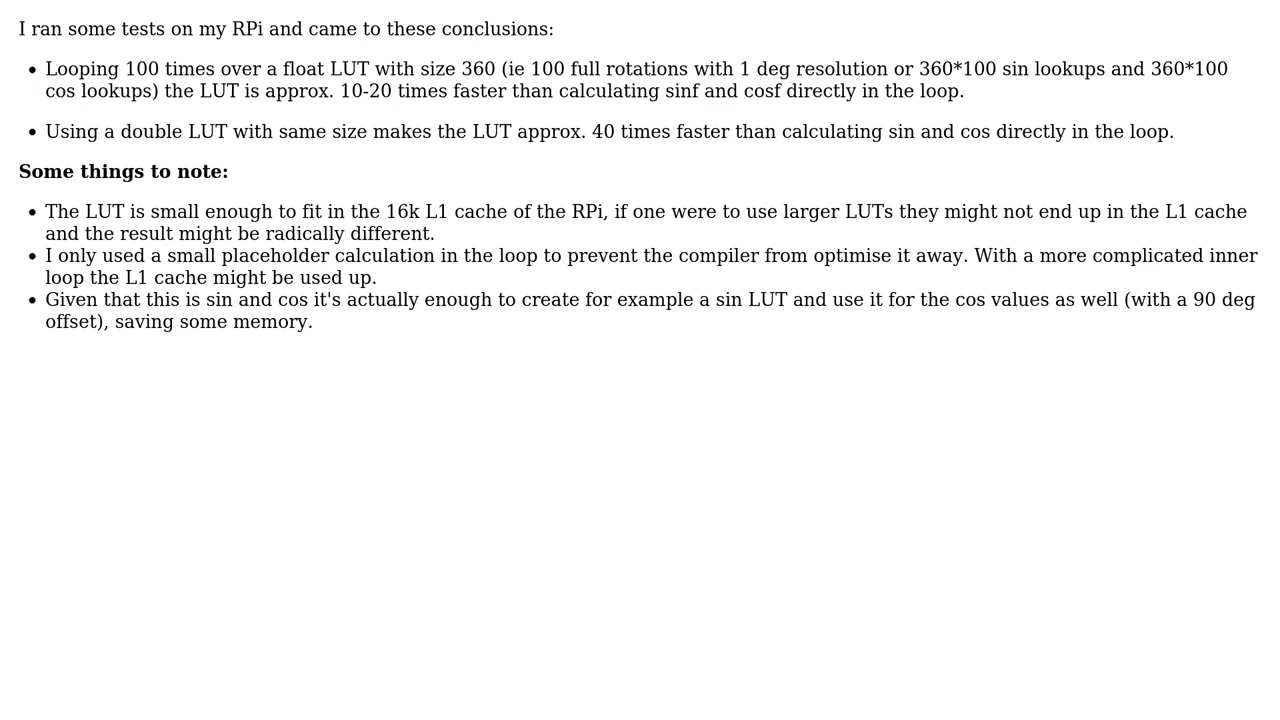 I ran some tests on my RPi and came to these conclusions:
• Looping 100 times over a float LUT with size 360 (ie 100 full rotations with 1 deg resolution or 360*100 sin lookups and 360*100
cos lookups) the LUT is approx. 10-20 times faster than calculating sinf and cosf directly in the loop.
• Using a double LUT with same size makes the LUT approx. 40 times faster than calculating sin and cos directly in the loop.
Some things to note:
• The LUT is small enough to fit in the 16k L1 cache of the RPi, if one were to use larger LUTs they might not end up in the L1 cache
and the result might be radically different.
• I only used a small placeholder calculation in the loop to prevent the compiler from optimise it away. With a more complicated inner
loop the L1 cache might be used up.
• Given that this is sin and cos it's actually enough to create for example a sin LUT and use it for the cos values as well (with a 90 deg
offset), saving some memory.